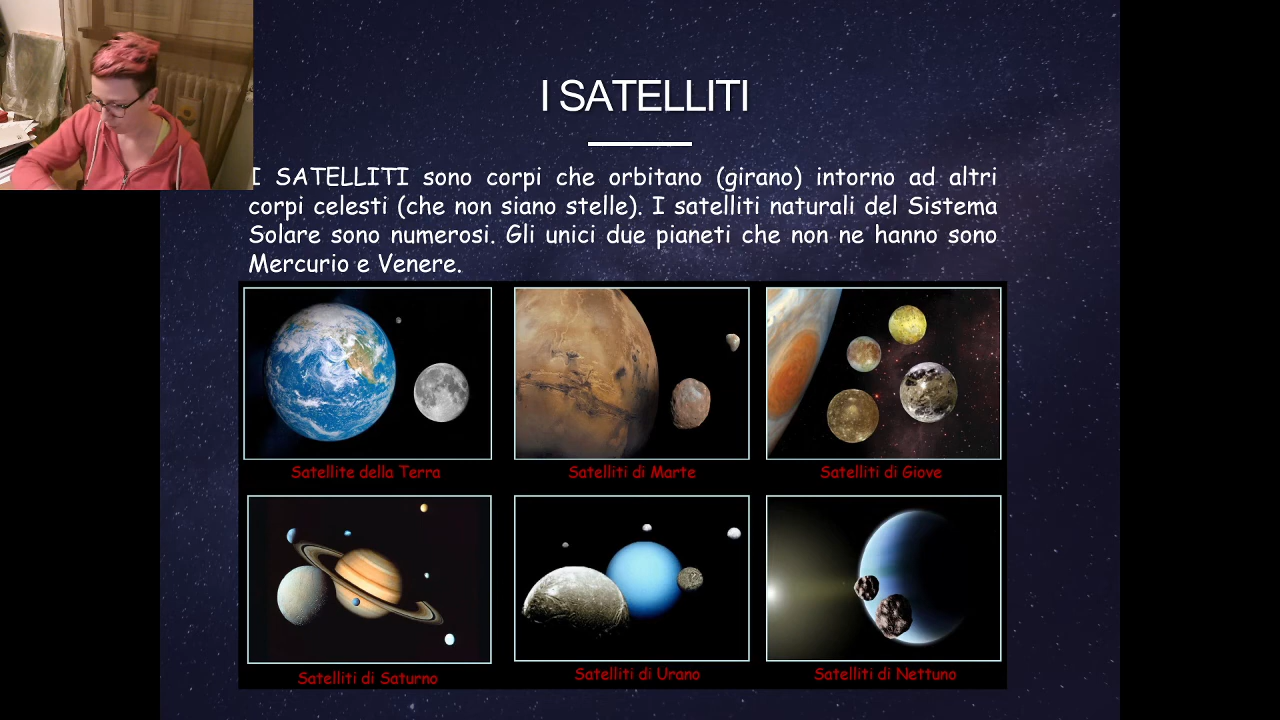 I SATELLITI
I SATELLITI sono corpi che orbitano (girano) intorno ad altri
corpi celesti (che non siano stelle). I satelliti naturali del Sistema
Solare sono numerosi. Gli unici due pianeti che non ne hanno sono
Mercurio e Venere.
Satellite della Terra
Satelliti di Marte
Satelliti di Giove
Satelliti di Saturno
Satelliti di Urano
Satelliti di Nettuno